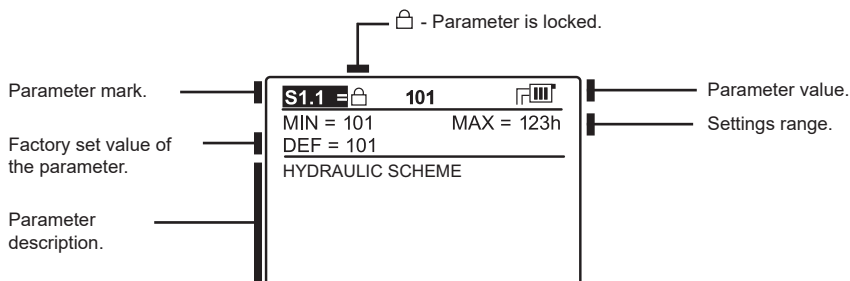 - Parameter is locked.
Parameter mark.
Factory set value of
the parameter.
Parameter
description.
S1.1 = 101
MIN = 101 MAX = 123h
DEF = 101
HYDRAULIC SCHEME
Parameter value.
Settings range.